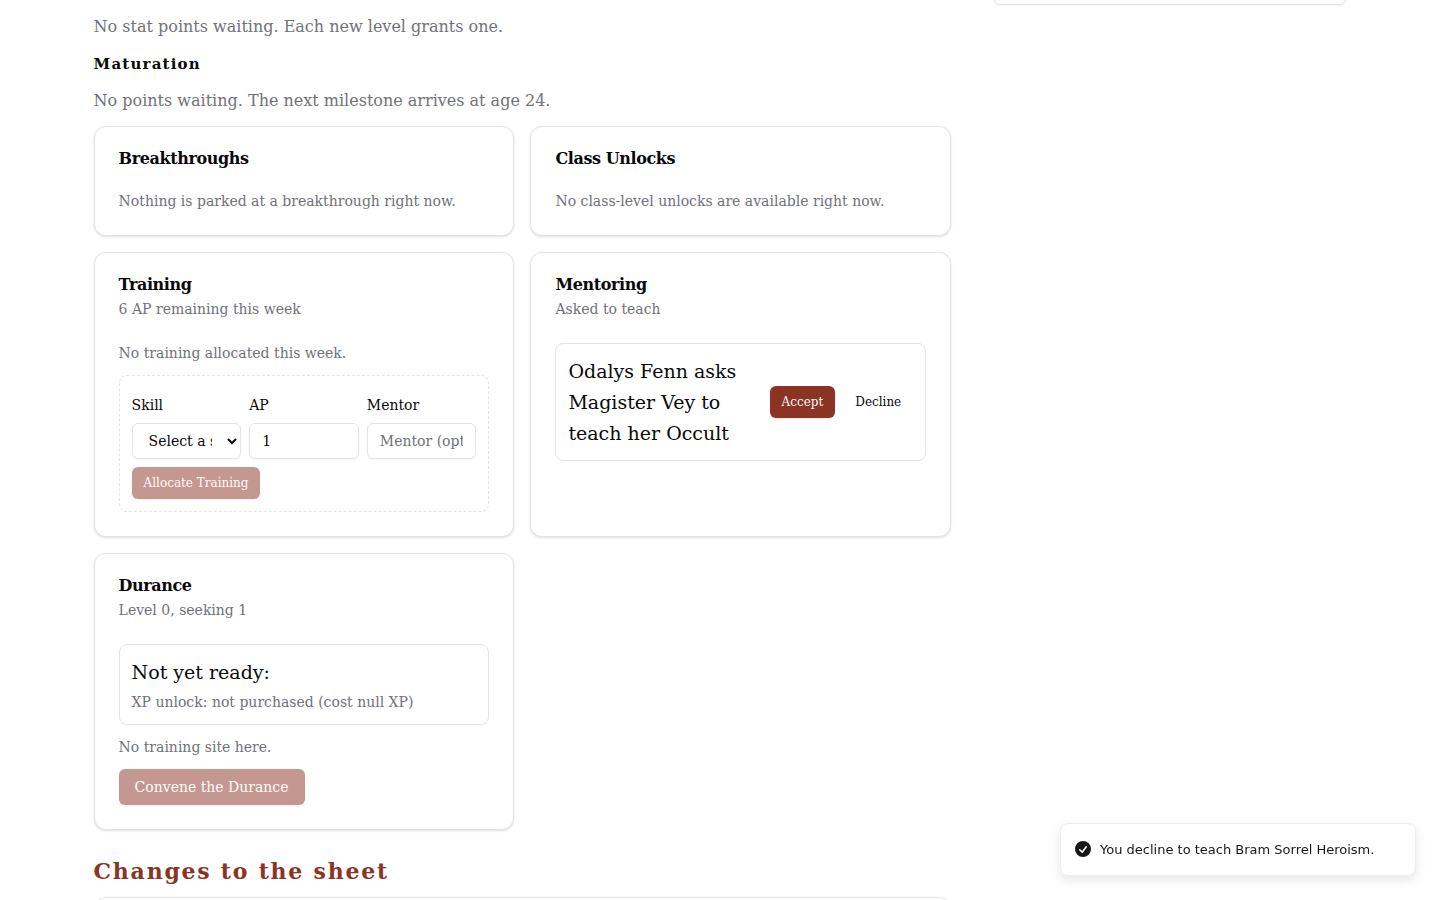 No stat points waiting. Each new level grants one.
Maturation
No points waiting. The next milestone arrives at age 24.
Breakthroughs
Nothing is parked at a breakthrough right now.
Class Unlocks
No class-level unlocks are available right now.
Training
6 AP remaining this week
No training allocated this week.
Skill
AP
Mentor
Select a
1
Mentor (opt
Allocate Training
Mentoring
Asked to teach
Odalys Fenn asks
Magister Vey to
teach her Occult
Accept
Decline
Durance
Level 0, seeking 1
Not yet ready:
XP unlock: not purchased (cost null XP)
No training site here.
Convene the Durance
Changes to the sheet
You decline to teach Bram Sorrel Heroism.